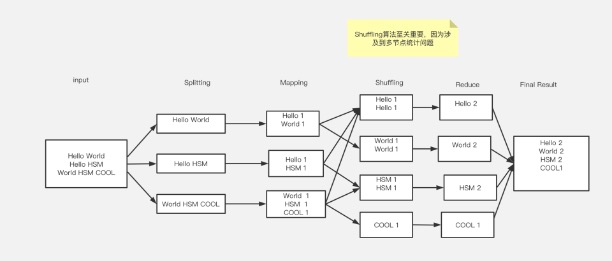 Shuffling算法至关重要，因为涉
及到多节点统计问题
input
Splitting
Mapping
Shuffling
Reduce
Final Result
Hello World
Hello HSM
World HSM COOL
Hello World
Hello HSM
World HSM COOL
Hello 1
World 1
Hello 1
HSM 1
World 1
HSM 1
COOL 1
Hello 1
Hello 1
World 1
World 1
HSM 1
HSM 1
COOL 1
Hello 2
World 2
HSM 2
COOL 1
Hello 2
World 2
HSM 2
COOL1